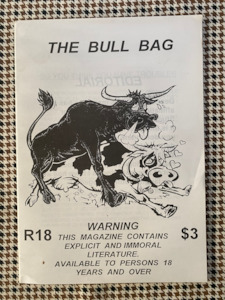 THE BULL BAG
EDITORIAL
WARNING
R18 THIS MAGAZINE CONTAINS $3
EXPLICIT AND IMMORAL
LITERATURE.
* AVAILABLE TO PERSONS 18
YEARS AND OVER